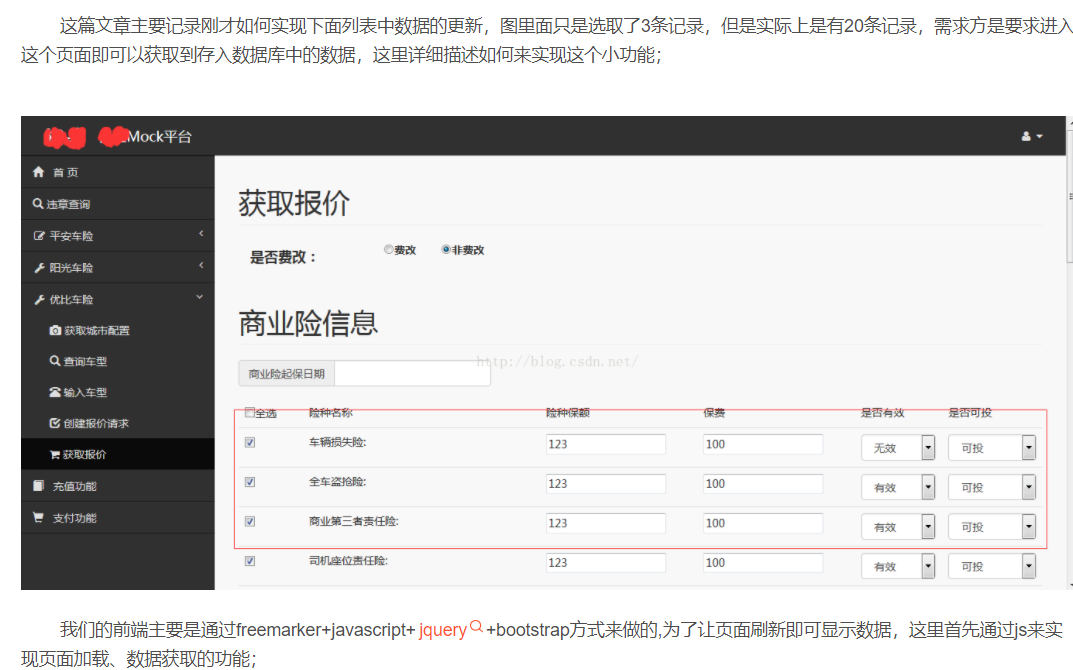 这篇文章主要记录刚才如何实现下面列表中数据的更新，图里面只是选取了3条记录，但是实际上是有20条记录，需求方是要求进入
这个页面即可以获取到存入数据库中的数据，这里详细描述如何来实现这个小功能；
Mock平台
首页
违章查询
平安车险
阳光车险
优比车险
获取城市配置
查询车型
输入车型
创建报价请求
获取报价
充值功能
支付功能
获取报价
是否费改： 费改 非费改
商业险信息
http://blog.csdn.net/
商业险起保日期
全选 险种名称 险种保额 保费 是否有效 是否可投
车辆损失险: 123 100 无效 可投
全车盗抢险: 123 100 有效 可投
商业第三者责任险: 123 100 有效 可投
司机座位责任险: 123 100 有效 可投
我们的前端主要是通过freemarker+javascript+ jquery +bootstrap方式来做的,为了让页面刷新即可显示数据，这里首先通过js来实
现页面加载、数据获取的功能；